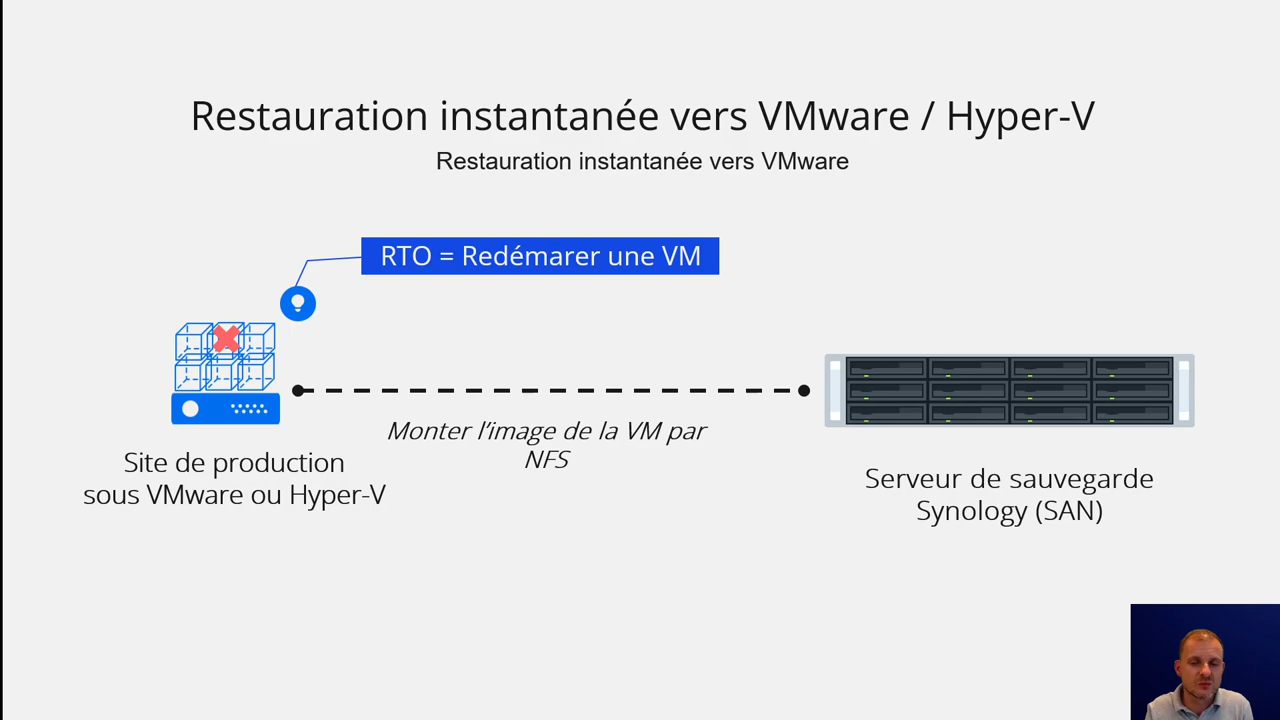 Restauration instantanée vers VMware / Hyper-V
Restauration instantanée vers VMware
RTO = Redémarer une VM
Monter l'image de la VM par
NFS
Site de production
sous VMware ou Hyper-V
Serveur de sauvegarde
Synology (SAN)